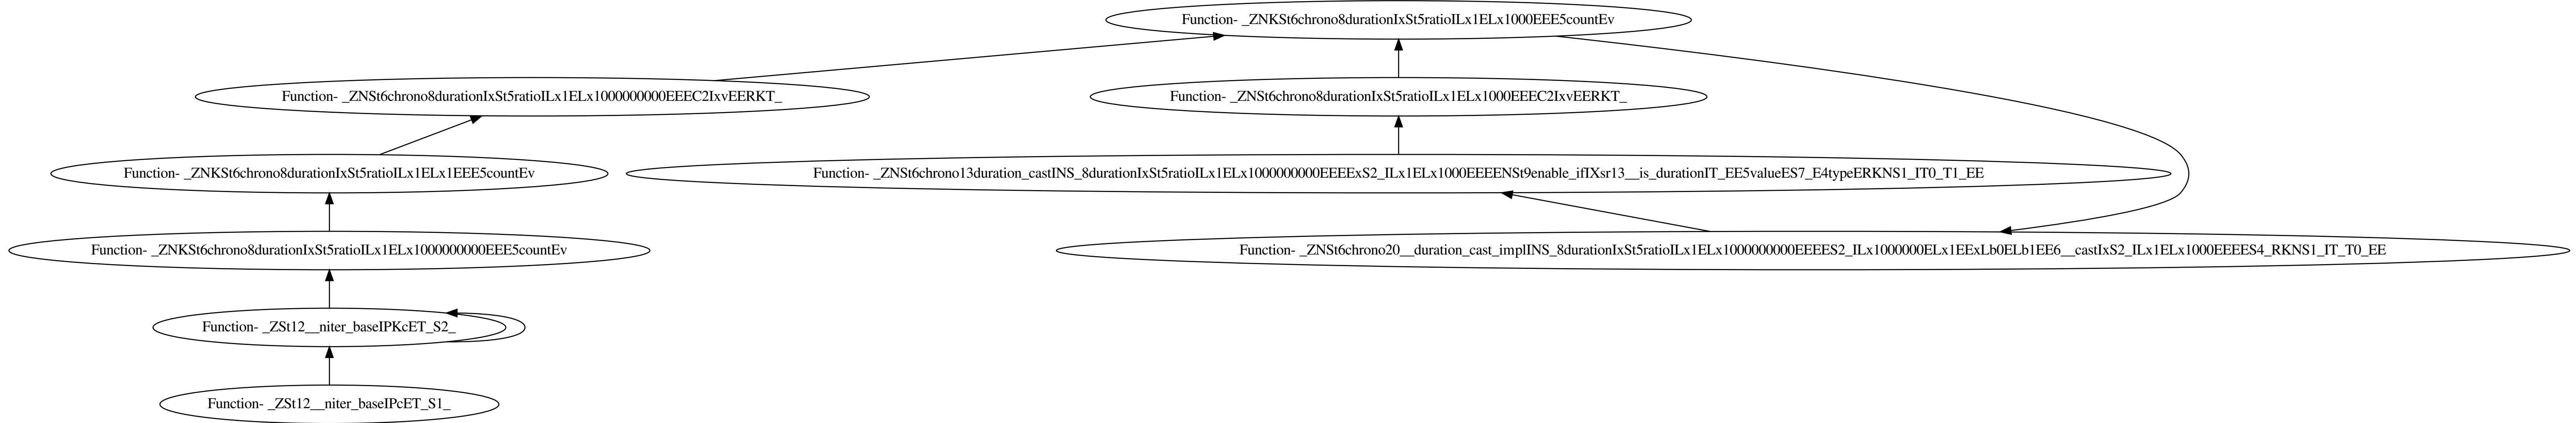 Function- _ZNKSt6chrono8durationIxSt5ratioILx1ELx1000EEE5countEv
Function- _ZNSt6chrono8durationIxSt5ratioILx1ELx1000000000EEEC2IxvEERKT_
Function- _ZNSt6chrono8durationIxSt5ratioILx1ELx1000EEEC2IxvEERKT_
Function- _ZNKSt6chrono8durationIxSt5ratioILx1ELx1EEE5countEv
Function- _ZNSt6chrono13duration_castINS_8durationIxSt5ratioILx1ELx1000000000EEEExS2_ILx1ELx1000EEEENSt9enable_ifIXsr13__is_durationIT_EE5valueES7_E4typeERKNS1_IT0_T1_EE
Function- _ZNKSt6chrono8durationIxSt5ratioILx1ELx1000000000EEE5countEv
Function- _ZNSt6chrono20__duration_cast_implINS_8durationIxSt5ratioILx1ELx1000000000EEEES2_ILx1000000ELx1EExLb0ELb1EE6__castIxS2_ILx1ELx1000EEEES4_RKNS1_IT_T0_EE
Function- _ZSt12__niter_baseIPKcET_S2_
Function- _ZSt12__niter_baseIPcET_S1_